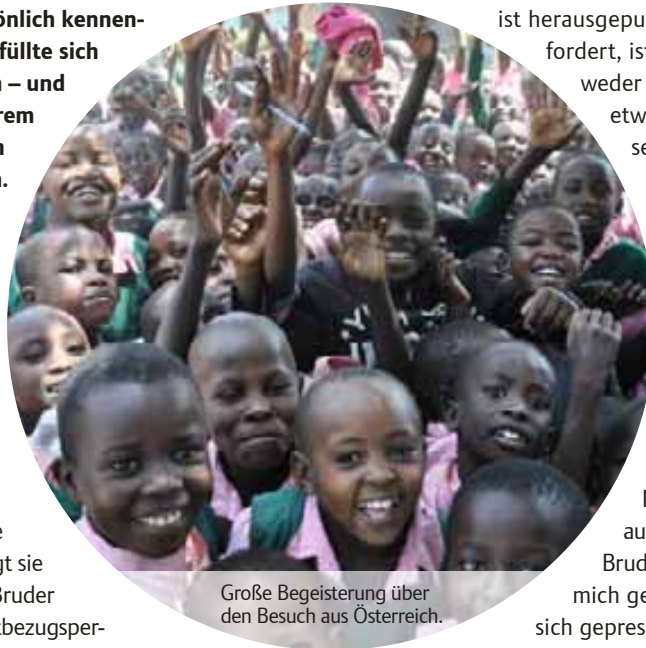 önlich kennen-
füllte sich
– und
rem
ist herausgepu
fordert, ist
weder
etw
se
e
gt sie
Bruder
bezugsper-
Große Begeisterung über
den Besuch aus Österreich.
au
Brud
mich ge
sich gepres